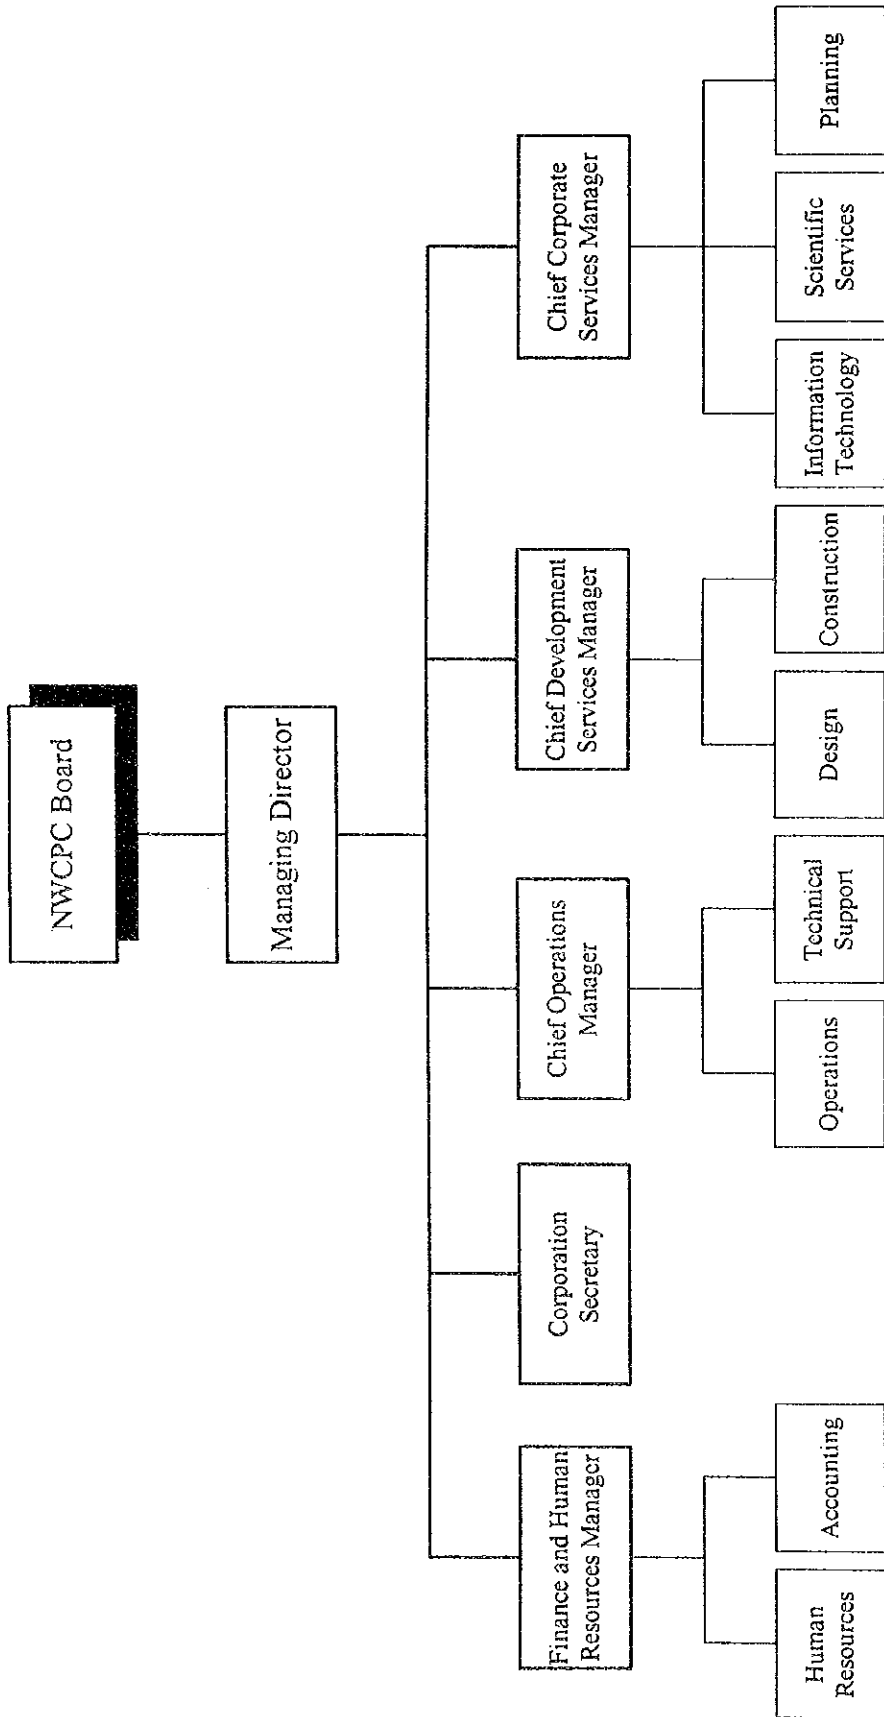 NWCPC Board
Managing Director
Finance and Human
Resources Manager
Corporation
Secretary
Chief Operations
Manager
Chief Development
Services Manager
Chief Corporate
Services Manager
Human
Resources
Accounting
Operations
Technical
Support
Design
Construction
Information
Technology
Scientific
Services
Planning